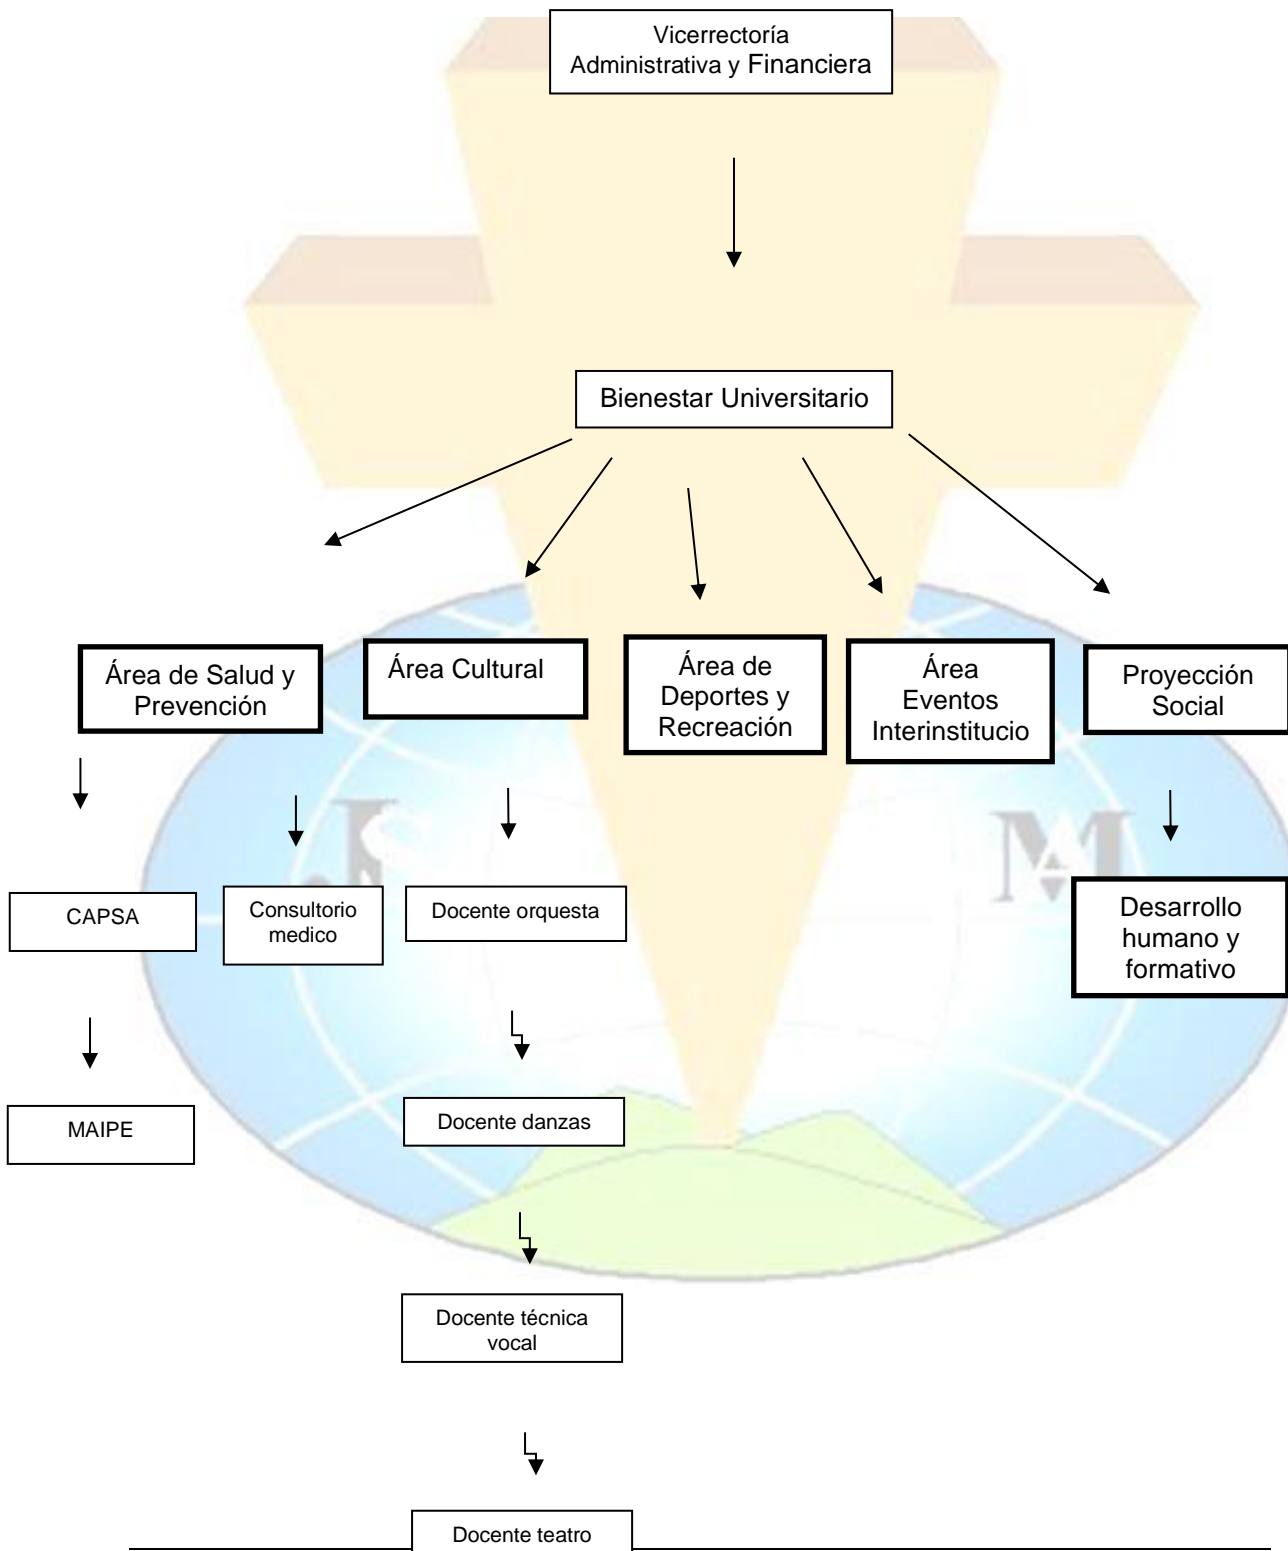 Vicerrectoría
Administrativa y Financiera
Bienestar Universitario
Área de Salud y
Prevención
Área Cultural
Área de
Deportes y
Recreación
Área
Eventos
Interinstitucio
Proyección
Social
CAPSA
Consultorio
medico
Docente orquesta
Desarrollo
humano y
formativo
MAIPE
Docente danzas
Docente técnica
vocal
Docente teatro